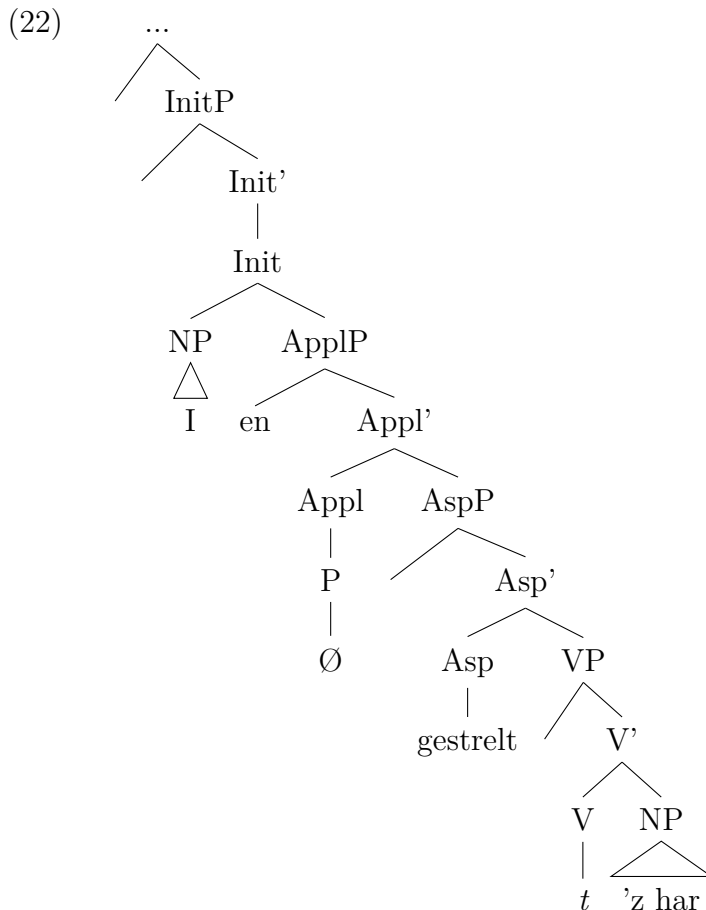 (22) ...
InitP
Init'
Init
NP ApplP
I en Appl'
Appl AspP
P Asp'
Ø Asp VP
gestrelt V'
V NP
t 'z har